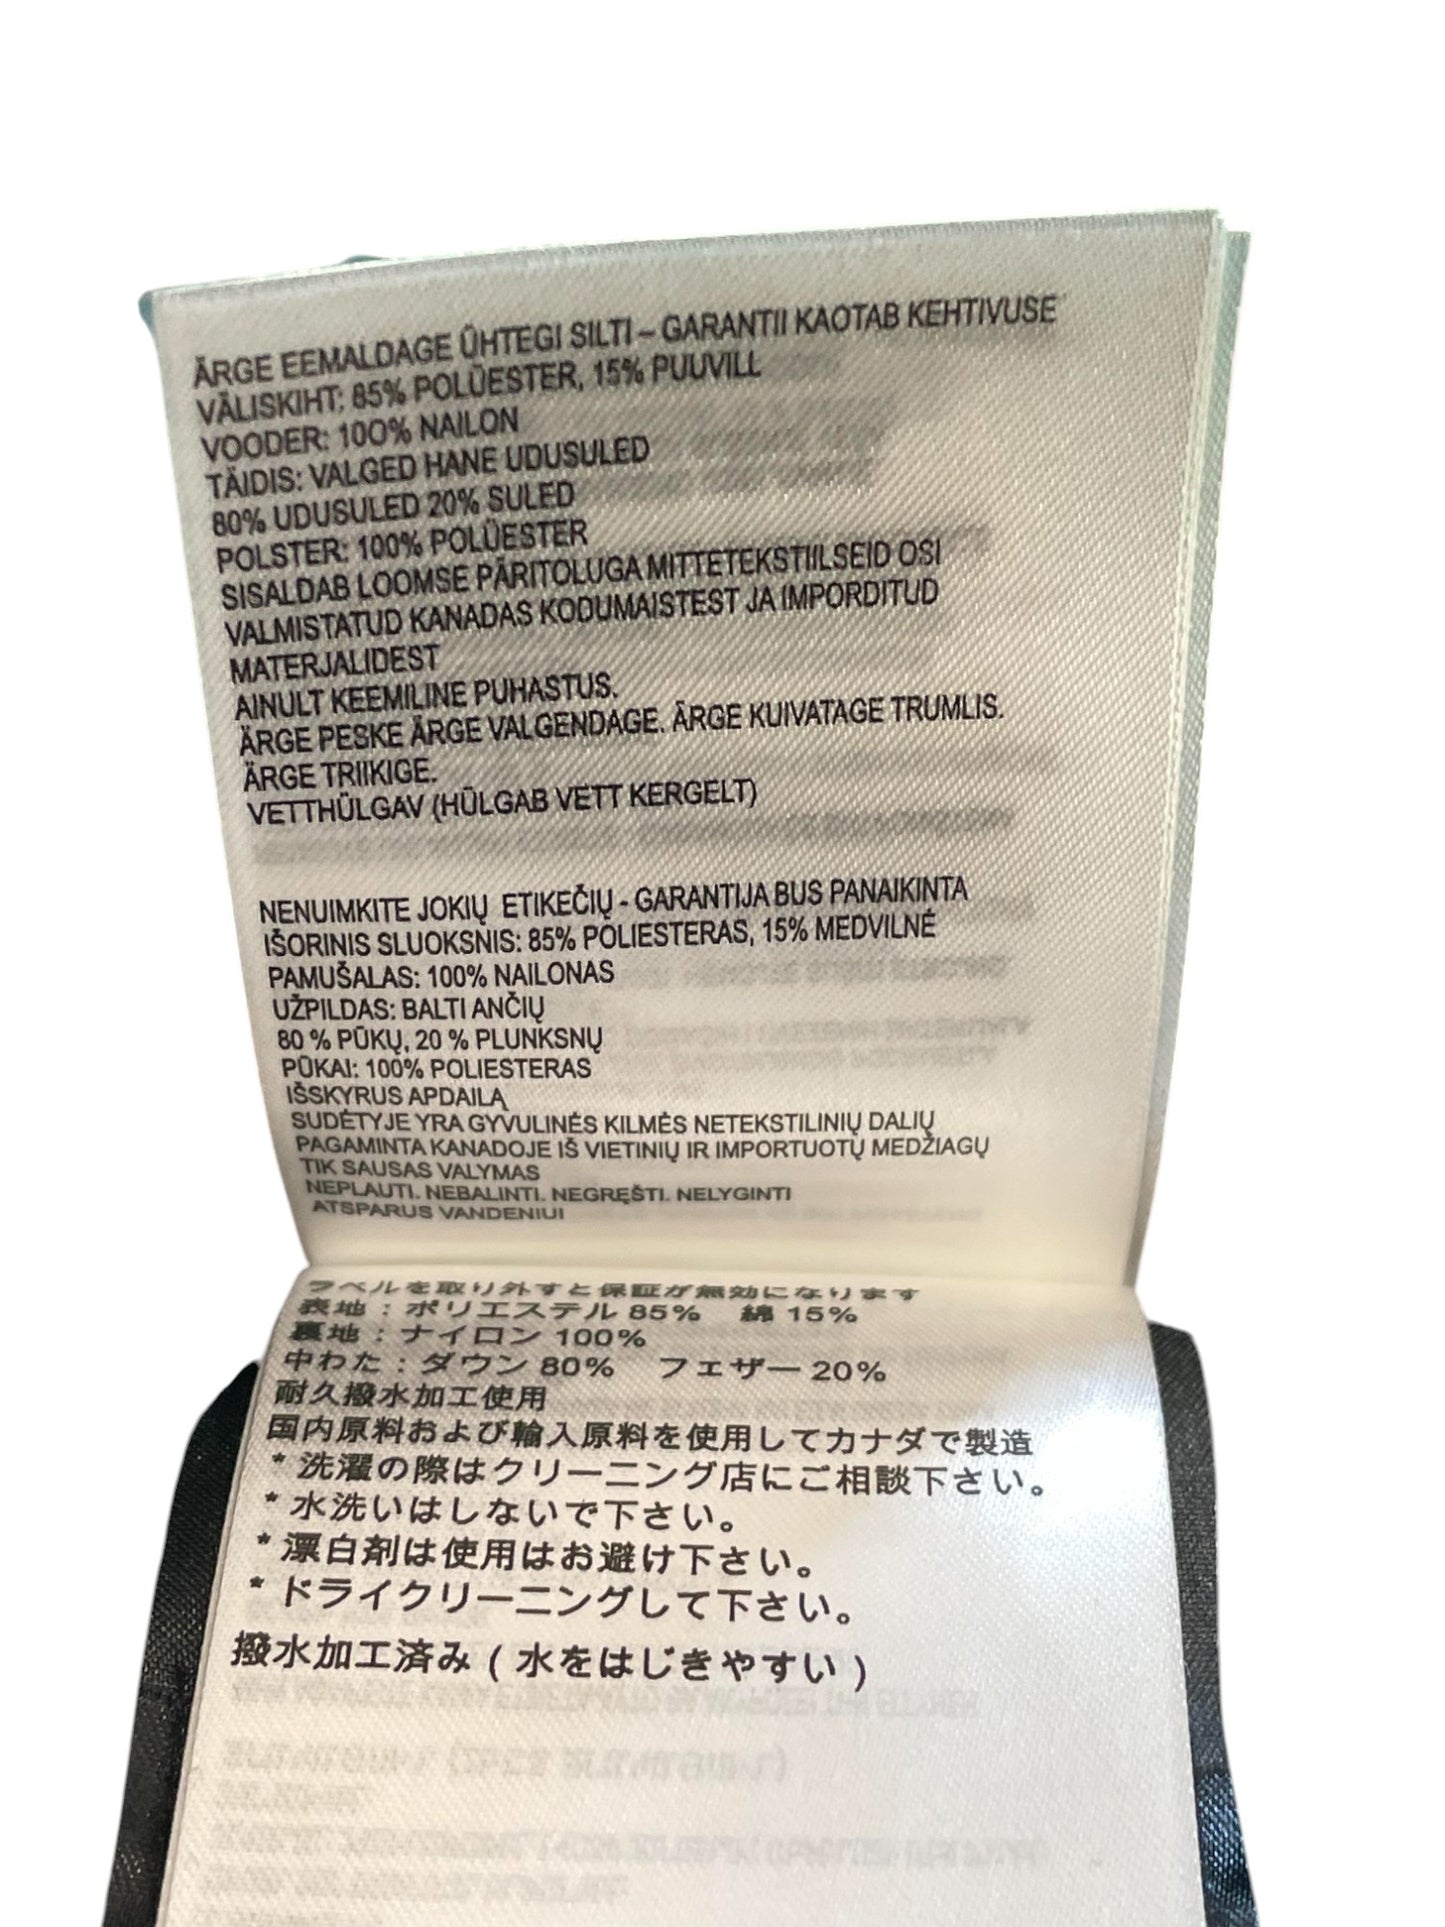 ÄRGE EEMALDAGE ÜHTEGI SILTI – GARANTII KAOTAB KEHTIVUSE
VÄLISKIHT: 85% POLÜESTER, 15% PUUVILL
VOODER: 100% NAILON
TÄIDIS: VALGED HANE UDUSULED
80% UDUSULED 20% SULED
POLSTER: 100% POLÜESTER
SISALDAB LOOMSE PÄRITOLUGA MITTETEKSTIILSEID OSI
VALMISTATUD KANADAS KODUMAISTEST JA IMPORDITUD
MATERJALIDEST
AINULT KEEMILINE PUHASTUS.
ÄRGE PESKE ÄRGE VALGENDAGE. ÄRGE KUIVATAGE TRUMLIS.
ÄRGE TRIIKIGE.
VETTHÜLGAV (HÜLGAB VETT KERGELT)
NENUIMKITE JOKIŲ ETIKEČIŲ - GARANTIJA BUS PANAIKINTA
IŠORINIS SLUOKSNIS: 85% POLIESTERAS, 15% MEDVILNĖ
PAMUŠALAS: 100% NAILONAS
UŽPILDAS: BALTI ANČIŲ
80 % PŪKŲ, 20 % PLUNKSNŲ
PŪKAI: 100% POLIESTERAS
IŠSKYRUS APDAILĄ
SUDĖTYJE YRA GYVULINĖS KILMĖS NETEKSTILINIŲ DALIŲ
PAGAMINTA KANADOJE IŠ VIETINIŲ IR IMPORTUOTŲ MEDŽIAGŲ
TIK SAUSAS VALYMAS
NEPLAUTI. NEBALINTI. NEGRĘŠTI. NELYGINTI
ATSPARUS VANDENIUI
ラベルを取り外すと保証が無効になります
表地：ポリエステル 85%　綿 15%
裏地：ナイロン 100%
中わた：ダウン 80%　フェザー 20%
耐久撥水加工使用
国内原料および輸入原料を使用してカナダで製造
* 洗濯の際はクリーニング店にご相談下さい。
* 水洗いはしないで下さい。
* 漂白剤は使用はお避け下さい。
* ドライクリーニングして下さい。
撥水加工済み ( 水をはじきやすい )